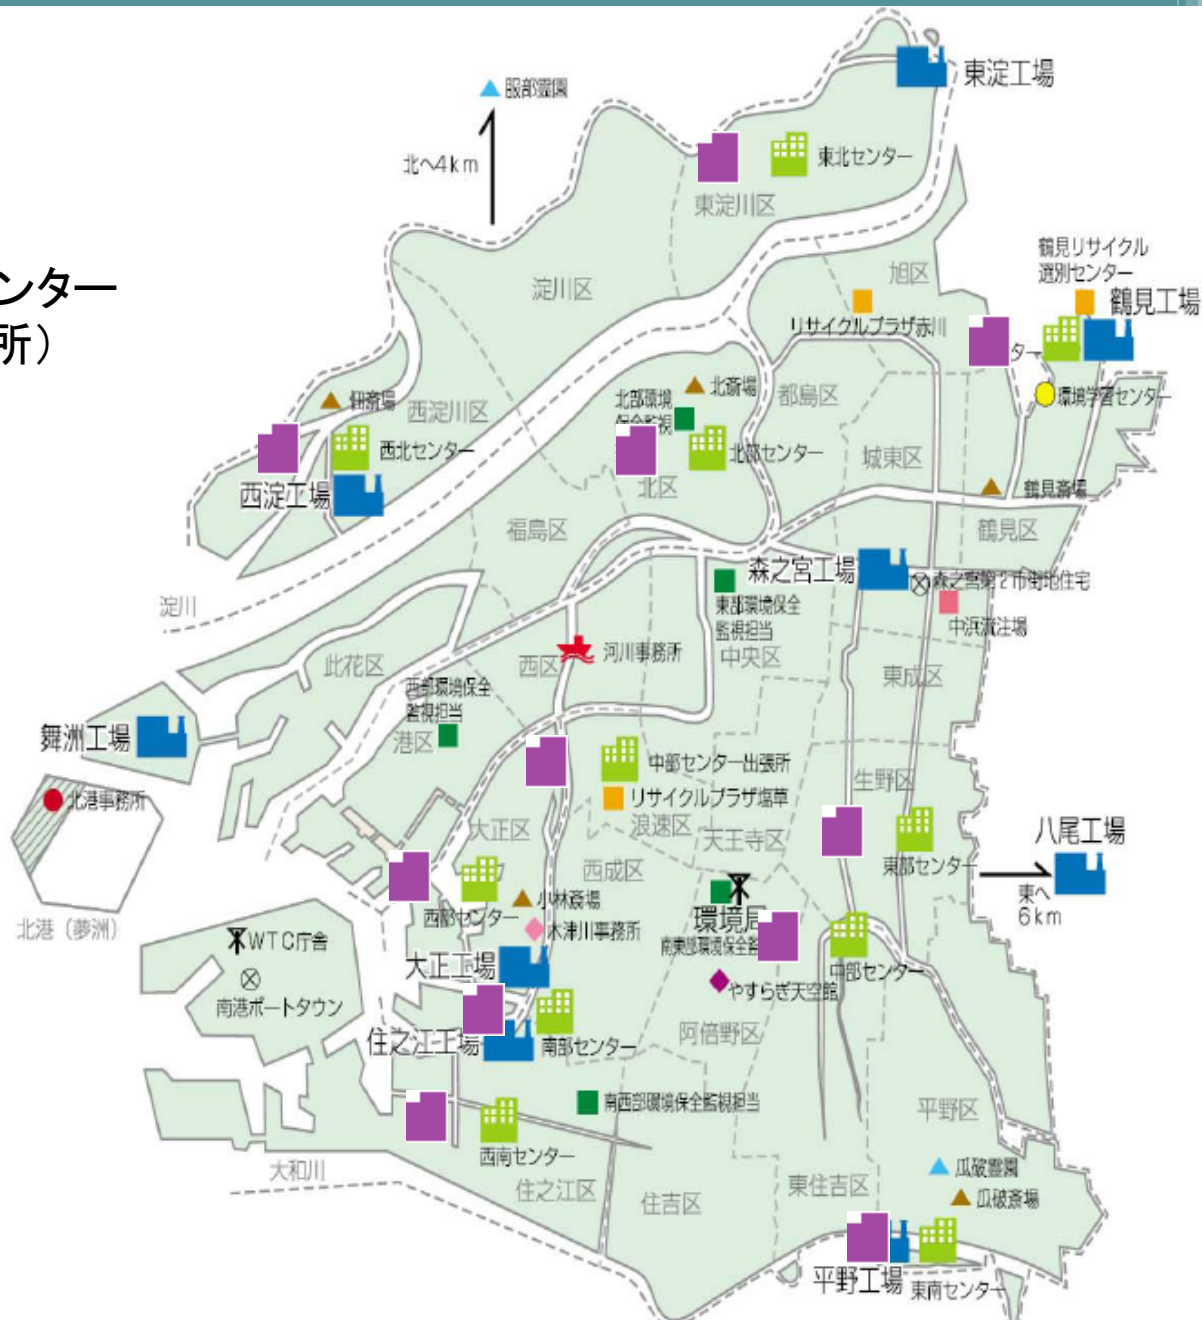 東淀工場
服部霊園
北へ4km
東北センター
東淀川区
鶴見リサイクル
選別センター
ンター
所）
淀川区
旭区
鶴見工場
リサイクルプラザ赤川
ター
佃斎場
西淀川区
北部環境
保全監視
北斎場
都島区
環境学習センター
西北センター
北部センター
城東区
西淀工場
北区
鶴見斎場
福島区
鶴見区
森之宮工場
森之宮第2市街地住宅
淀川
東部環境保全
監視担当
中浜流注場
此花区
西区
河川事務所
中央区
東成区
西部環境保全
監視担当
舞洲工場
港区
中部センター出張所
生野区
北港事務所
リサイクルプラザ塩草
大正区
浪速区
天王寺区
八尾工場
西成区
東部センター
東へ
6km
西部センター
小林斎場
環境局
北港（夢洲）
木津川事務所
南東部環境保全監
WTC庁舎
大正工場
中部センター
南港ポートタウン
やすらぎ天空館
住之江工場
南部センター
阿倍野区
南西部環境保全監視担当
平野区
西南センター
大和川
住之江区
住吉区
東住吉区
瓜破霊園
瓜破斎場
平野工場
東南センター